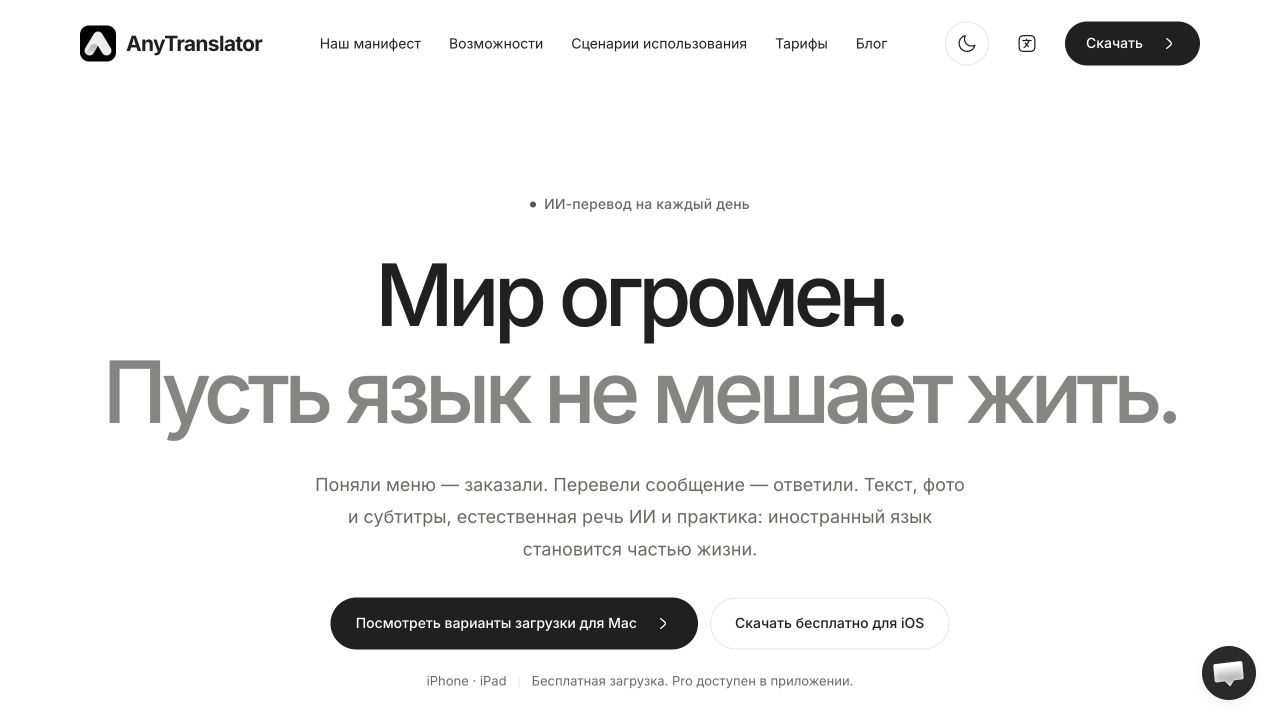 AnyTranslator
Наш манифест
Возможности
Сценарии использования
Тарифы
Блог
Скачать
ИИ-перевод на каждый день
Мир огромен.
Пусть язык не мешает жить.
Поняли меню — заказали. Перевели сообщение — ответили. Текст, фото
и субтитры, естественная речь ИИ и практика: иностранный язык
становится частью жизни.
Посмотреть варианты загрузки для Mac
Скачать бесплатно для iOS
iPhone · iPad
Бесплатная загрузка. Pro доступен в приложении.